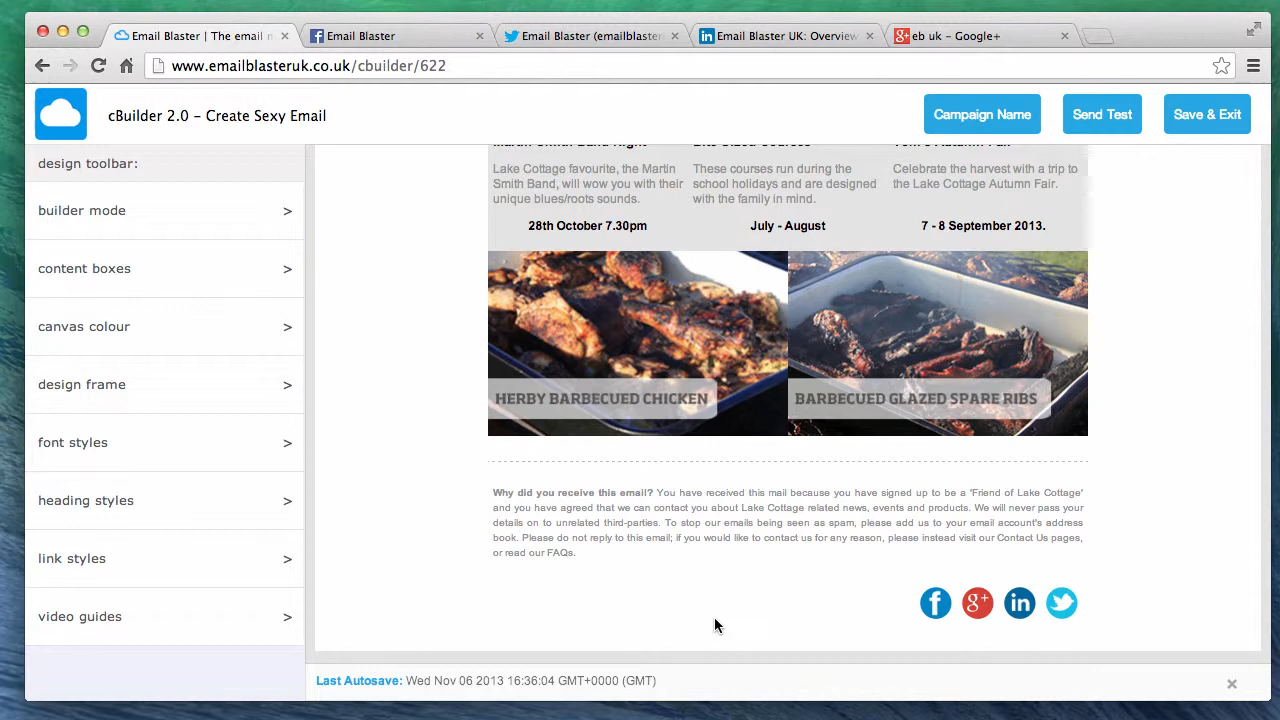 Email Blaster | The email m
Email Blaster
Email Blaster (emailblaster
Email Blaster UK: Overview
eb uk - Google+
www.emailblasteruk.co.uk/cbuilder/622
cBuilder 2.0 - Create Sexy Email
Campaign Name
Send Test
Save & Exit
design toolbar:
builder mode >
content boxes >
canvas colour >
design frame >
font styles >
heading styles >
link styles >
video guides >
Lake Cottage favourite, the Martin
Smith Band, will wow you with their
unique blues/roots sounds.
28th October 7.30pm
These courses run during the
school holidays and are designed
with the family in mind.
July - August
Celebrate the harvest with a trip to
the Lake Cottage Autumn Fair.
7 - 8 September 2013.
HERBY BARBECUED CHICKEN
BARBECUED GLAZED SPARE RIBS
Why did you receive this email? You have received this mail because you have signed up to be a 'Friend of Lake Cottage'
and you have agreed that we can contact you about Lake Cottage related news, events and products. We will never pass your
details on to unrelated third-parties. To stop our emails being seen as spam, please add us to your email account's address
book. Please do not reply to this email; if you would like to contact us for any reason, please instead visit our Contact Us pages,
or read our FAQs.
f g+ in
Last Autosave: Wed Nov 06 2013 16:36:04 GMT+0000 (GMT)